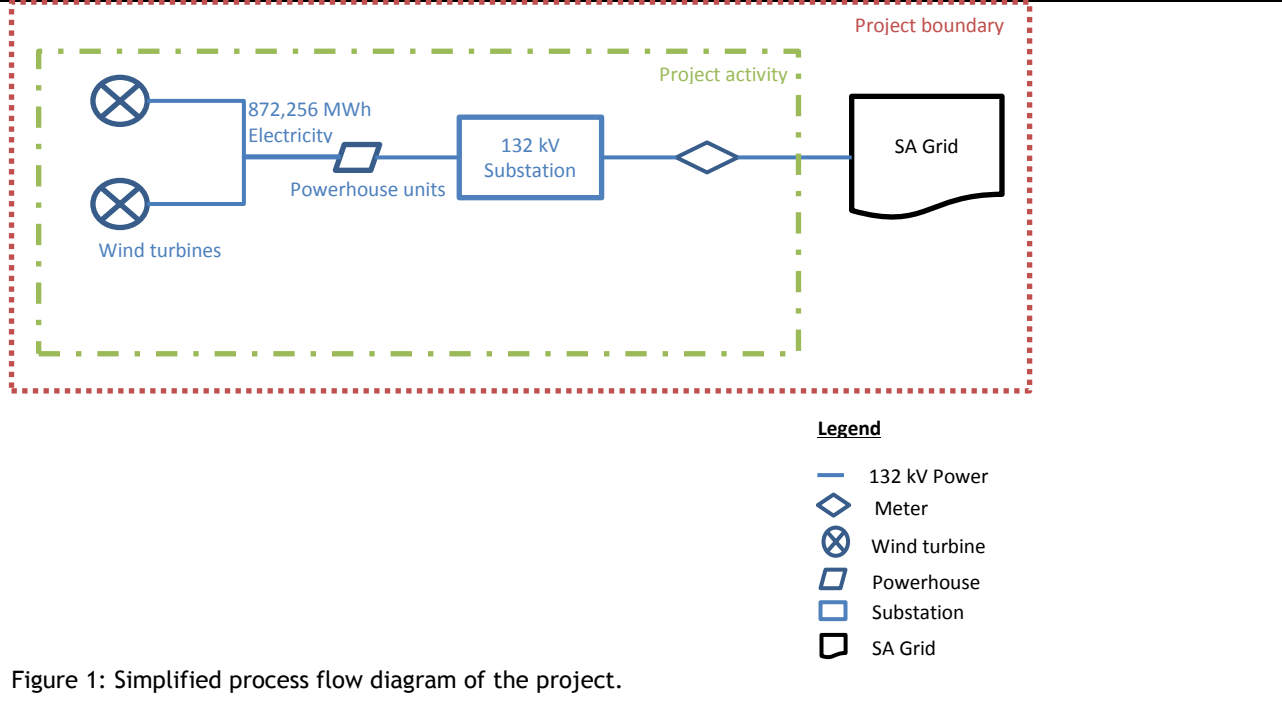 Project boundary
Project activity
872,256 MWh
Electricity
132 kV
Substation
SA Grid
Powerhouse units
Wind turbines
Legend
132 kV Power
Meter
Wind turbine
Powerhouse
Substation
SA Grid
Figure 1: Simplified process flow diagram of the project.